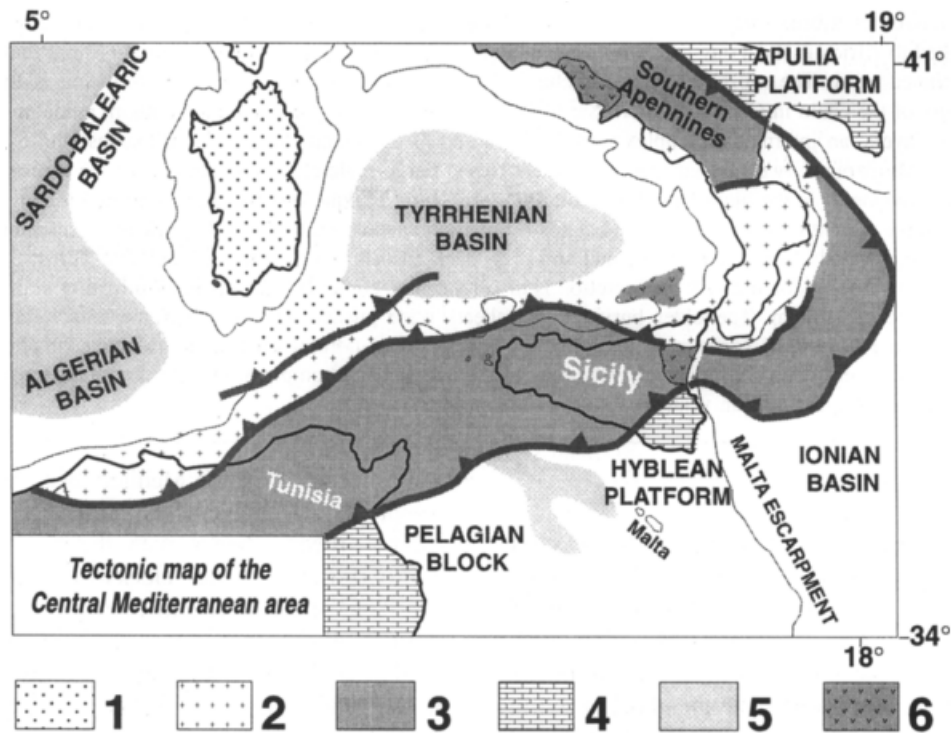 5°
19°
41°
SARDO-BALEARIC
BASIN
Southern
Apennines
APULIA
PLATFORM
TYRRHENIAN
BASIN
ALGERIAN
BASIN
Sicily
Tunisia
HYBLEAN
PLATFORM
Malta
MALTA ESCARPMENT
IONIAN
BASIN
PELAGIAN
BLOCK
Tectonic map of the
Central Mediterranean area
34°
18°
1 2 3 4 5 6